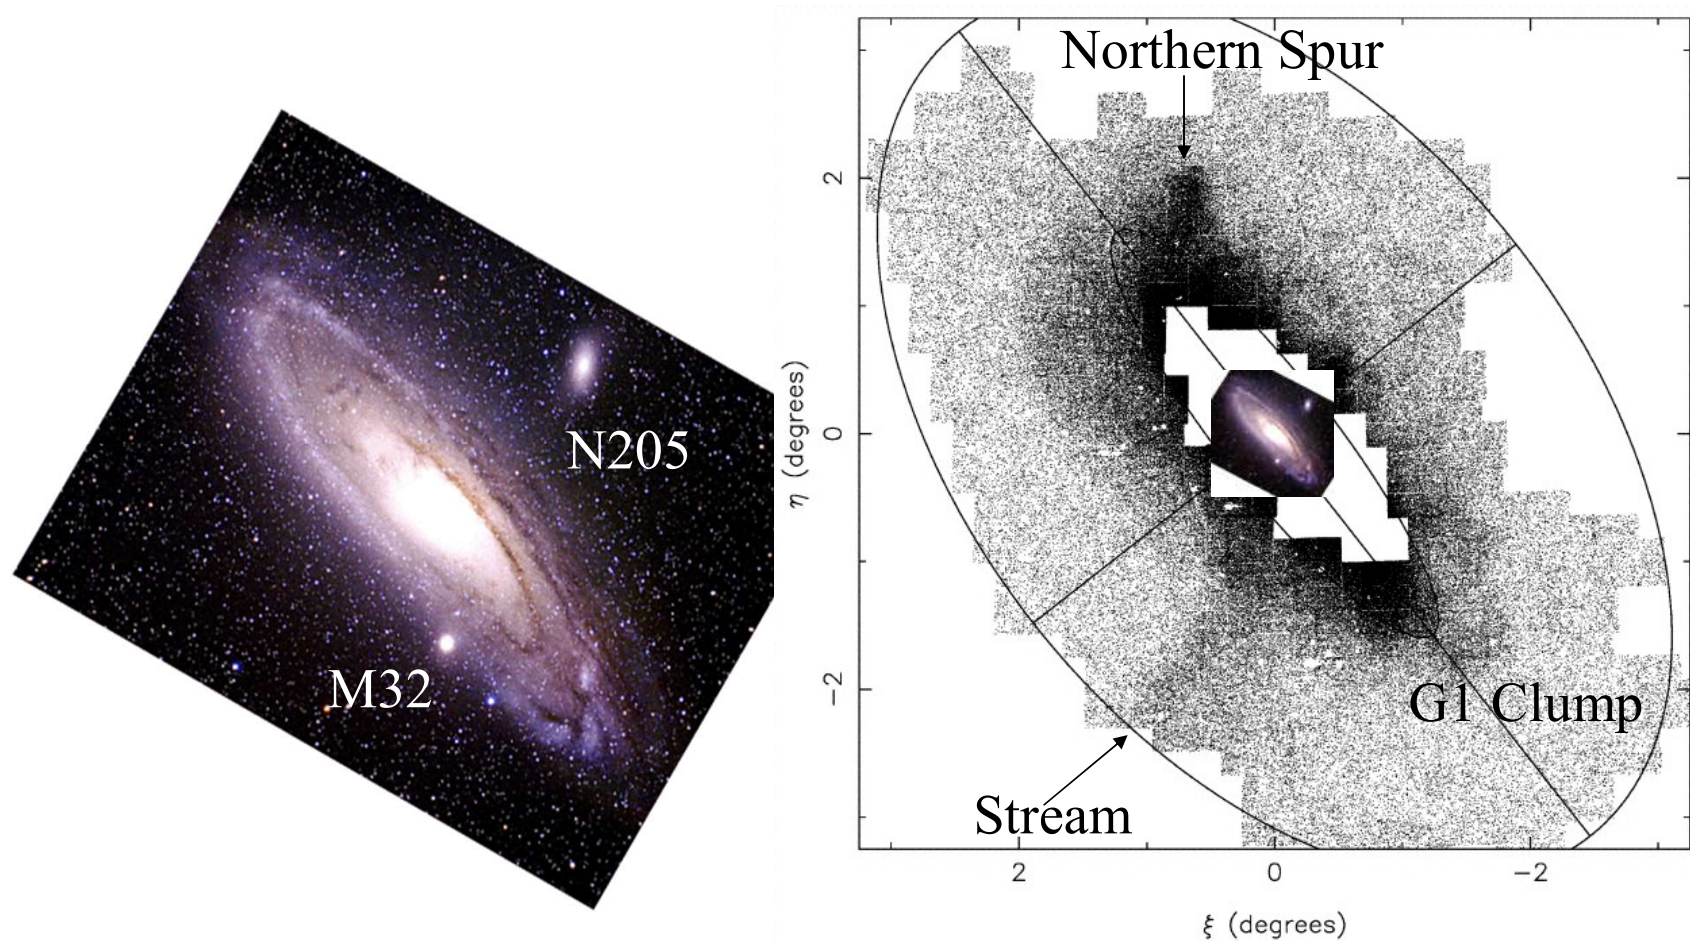 N205
M32
Northern Spur
G1 Clump
Stream
2
0
−2
η (degrees)
2
0
−2
ξ (degrees)